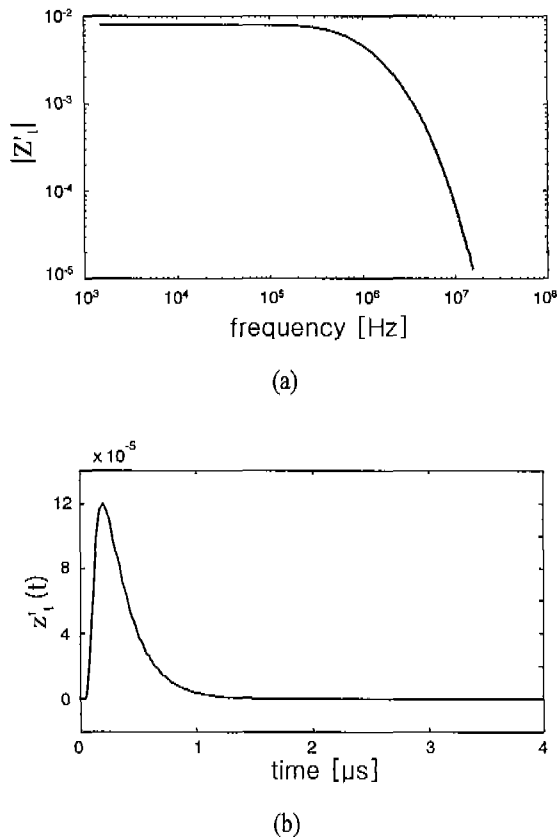 10⁻²
10⁻³
10⁻⁴
10⁻⁵
|Z'ₜ|
10³ 10⁴ 10⁵ 10⁶ 10⁷ 10⁸
frequency [Hz]
(a)
x 10⁻⁵
12
8
4
0
z'ₜ(t)
0 1 2 3 4
time [µs]
(b)